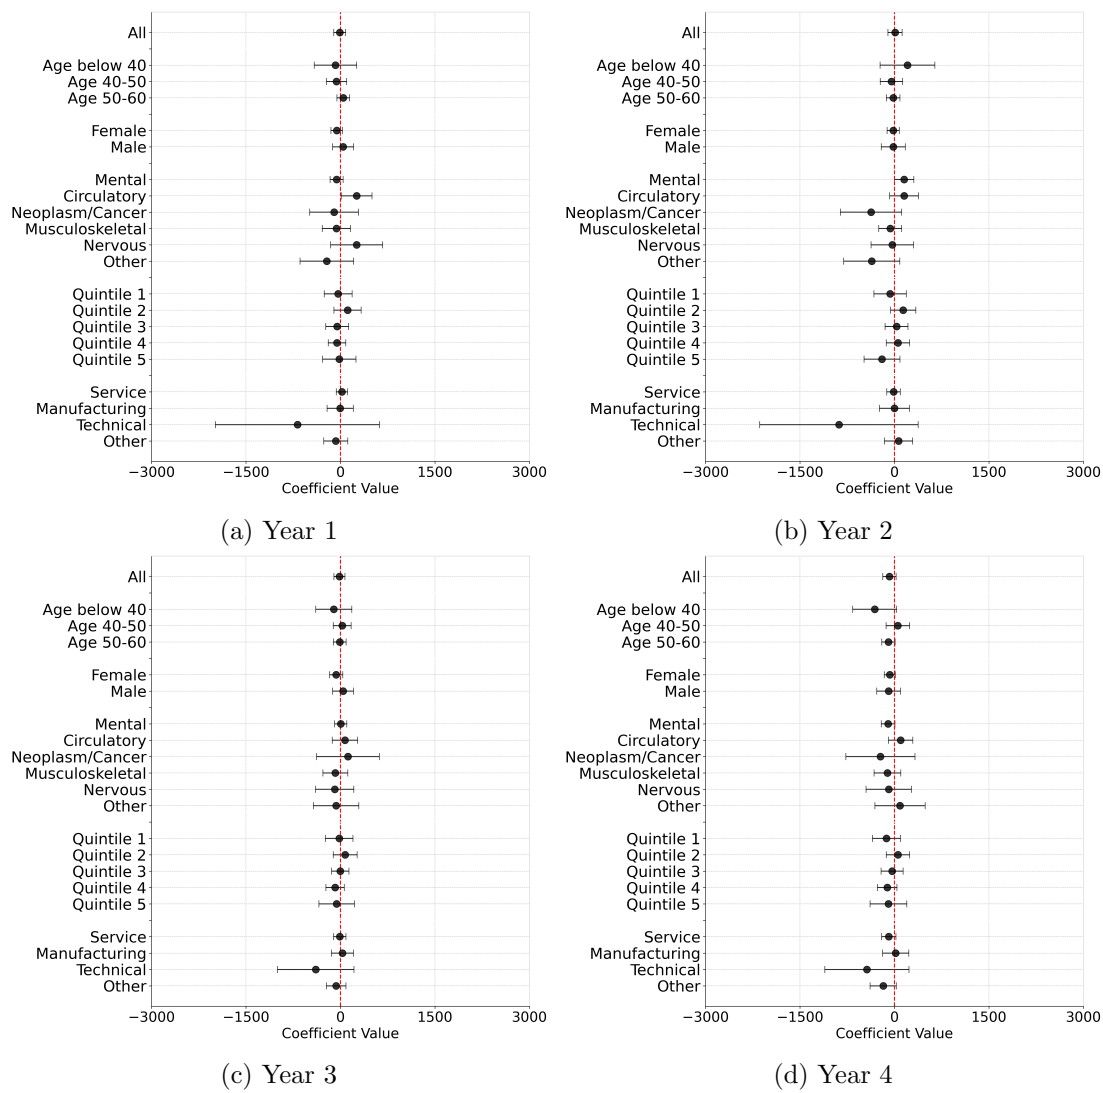 All
Age below 40
Age 40-50
Age 50-60
Female
Male
Mental
Circulatory
Neoplasm/Cancer
Musculoskeletal
Nervous
Other
Quintile 1
Quintile 2
Quintile 3
Quintile 4
Quintile 5
Service
Manufacturing
Technical
Other
−3000 −1500 0 1500 3000
Coefficient Value
(a) Year 1
All
Age below 40
Age 40-50
Age 50-60
Female
Male
Mental
Circulatory
Neoplasm/Cancer
Musculoskeletal
Nervous
Other
Quintile 1
Quintile 2
Quintile 3
Quintile 4
Quintile 5
Service
Manufacturing
Technical
Other
−3000 −1500 0 1500 3000
Coefficient Value
(b) Year 2
All
Age below 40
Age 40-50
Age 50-60
Female
Male
Mental
Circulatory
Neoplasm/Cancer
Musculoskeletal
Nervous
Other
Quintile 1
Quintile 2
Quintile 3
Quintile 4
Quintile 5
Service
Manufacturing
Technical
Other
−3000 −1500 0 1500 3000
Coefficient Value
(c) Year 3
All
Age below 40
Age 40-50
Age 50-60
Female
Male
Mental
Circulatory
Neoplasm/Cancer
Musculoskeletal
Nervous
Other
Quintile 1
Quintile 2
Quintile 3
Quintile 4
Quintile 5
Service
Manufacturing
Technical
Other
−3000 −1500 0 1500 3000
Coefficient Value
(d) Year 4